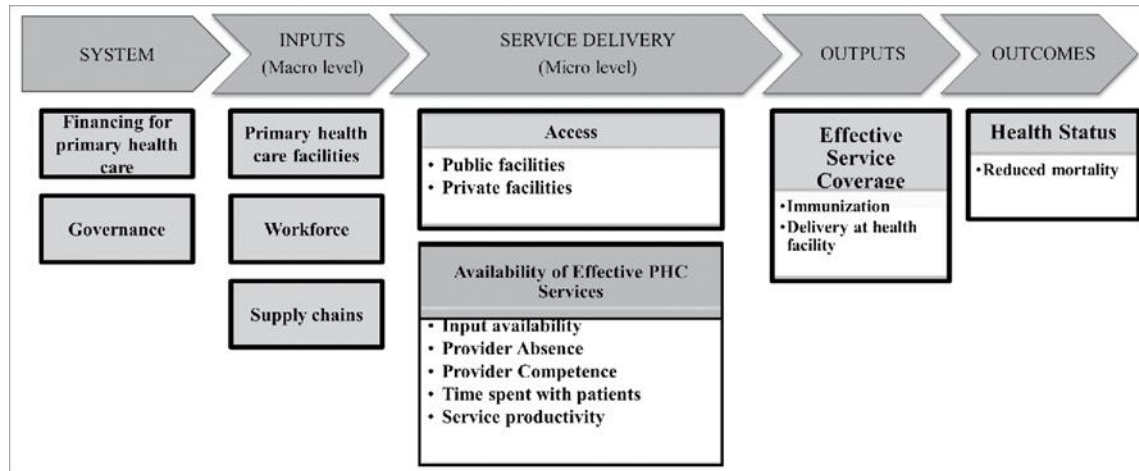 SYSTEM
INPUTS
(Macro level)
SERVICE DELIVERY
(Micro level)
OUTPUTS
OUTCOMES
Financing for
primary health
care
Governance
Primary health
care facilities
Workforce
Supply chains
Access
• Public facilities
• Private facilities
Availability of Effective PHC
Services
• Input availability
• Provider Absence
• Provider Competence
• Time spent with patients
• Service productivity
Effective
Service
Coverage
•Immunization
•Delivery at health
facility
Health Status
•Reduced mortality